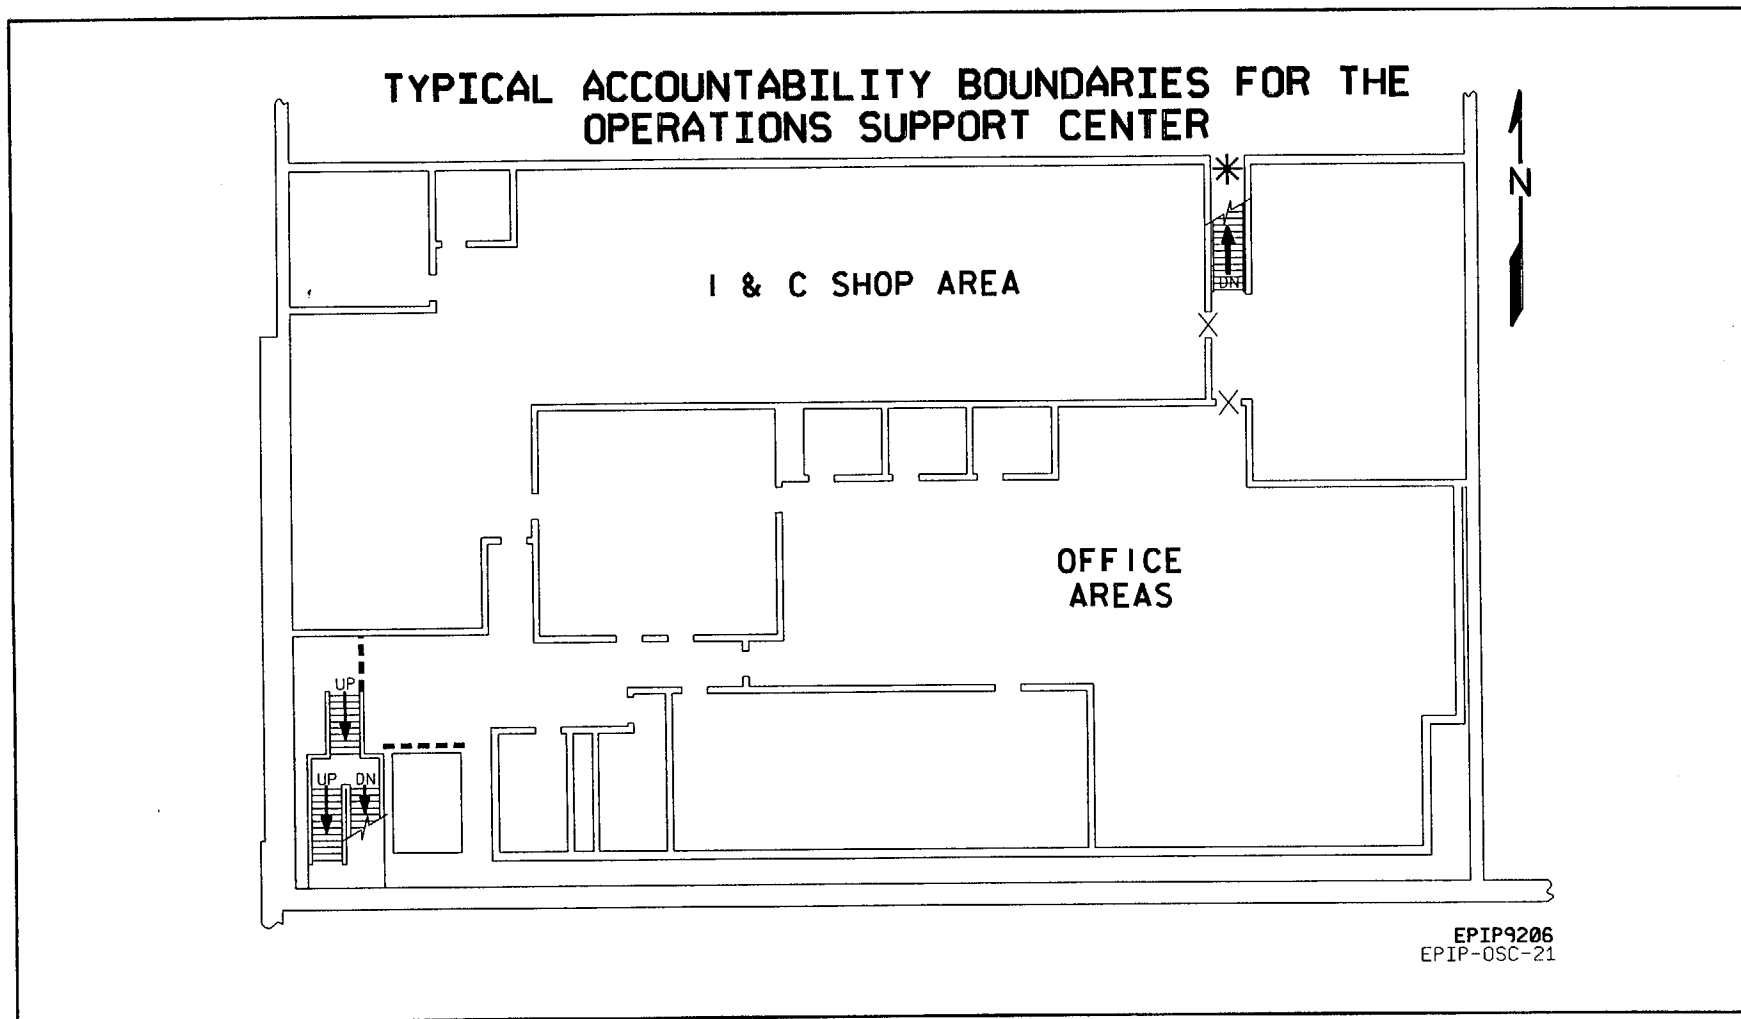 TYPICAL ACCOUNTABILITY BOUNDARIES FOR THE
OPERATIONS SUPPORT CENTER
N
I & C SHOP AREA
DN
OFFICE
AREAS
UP
UP DN
EPIP9206
EPIP-OSC-21